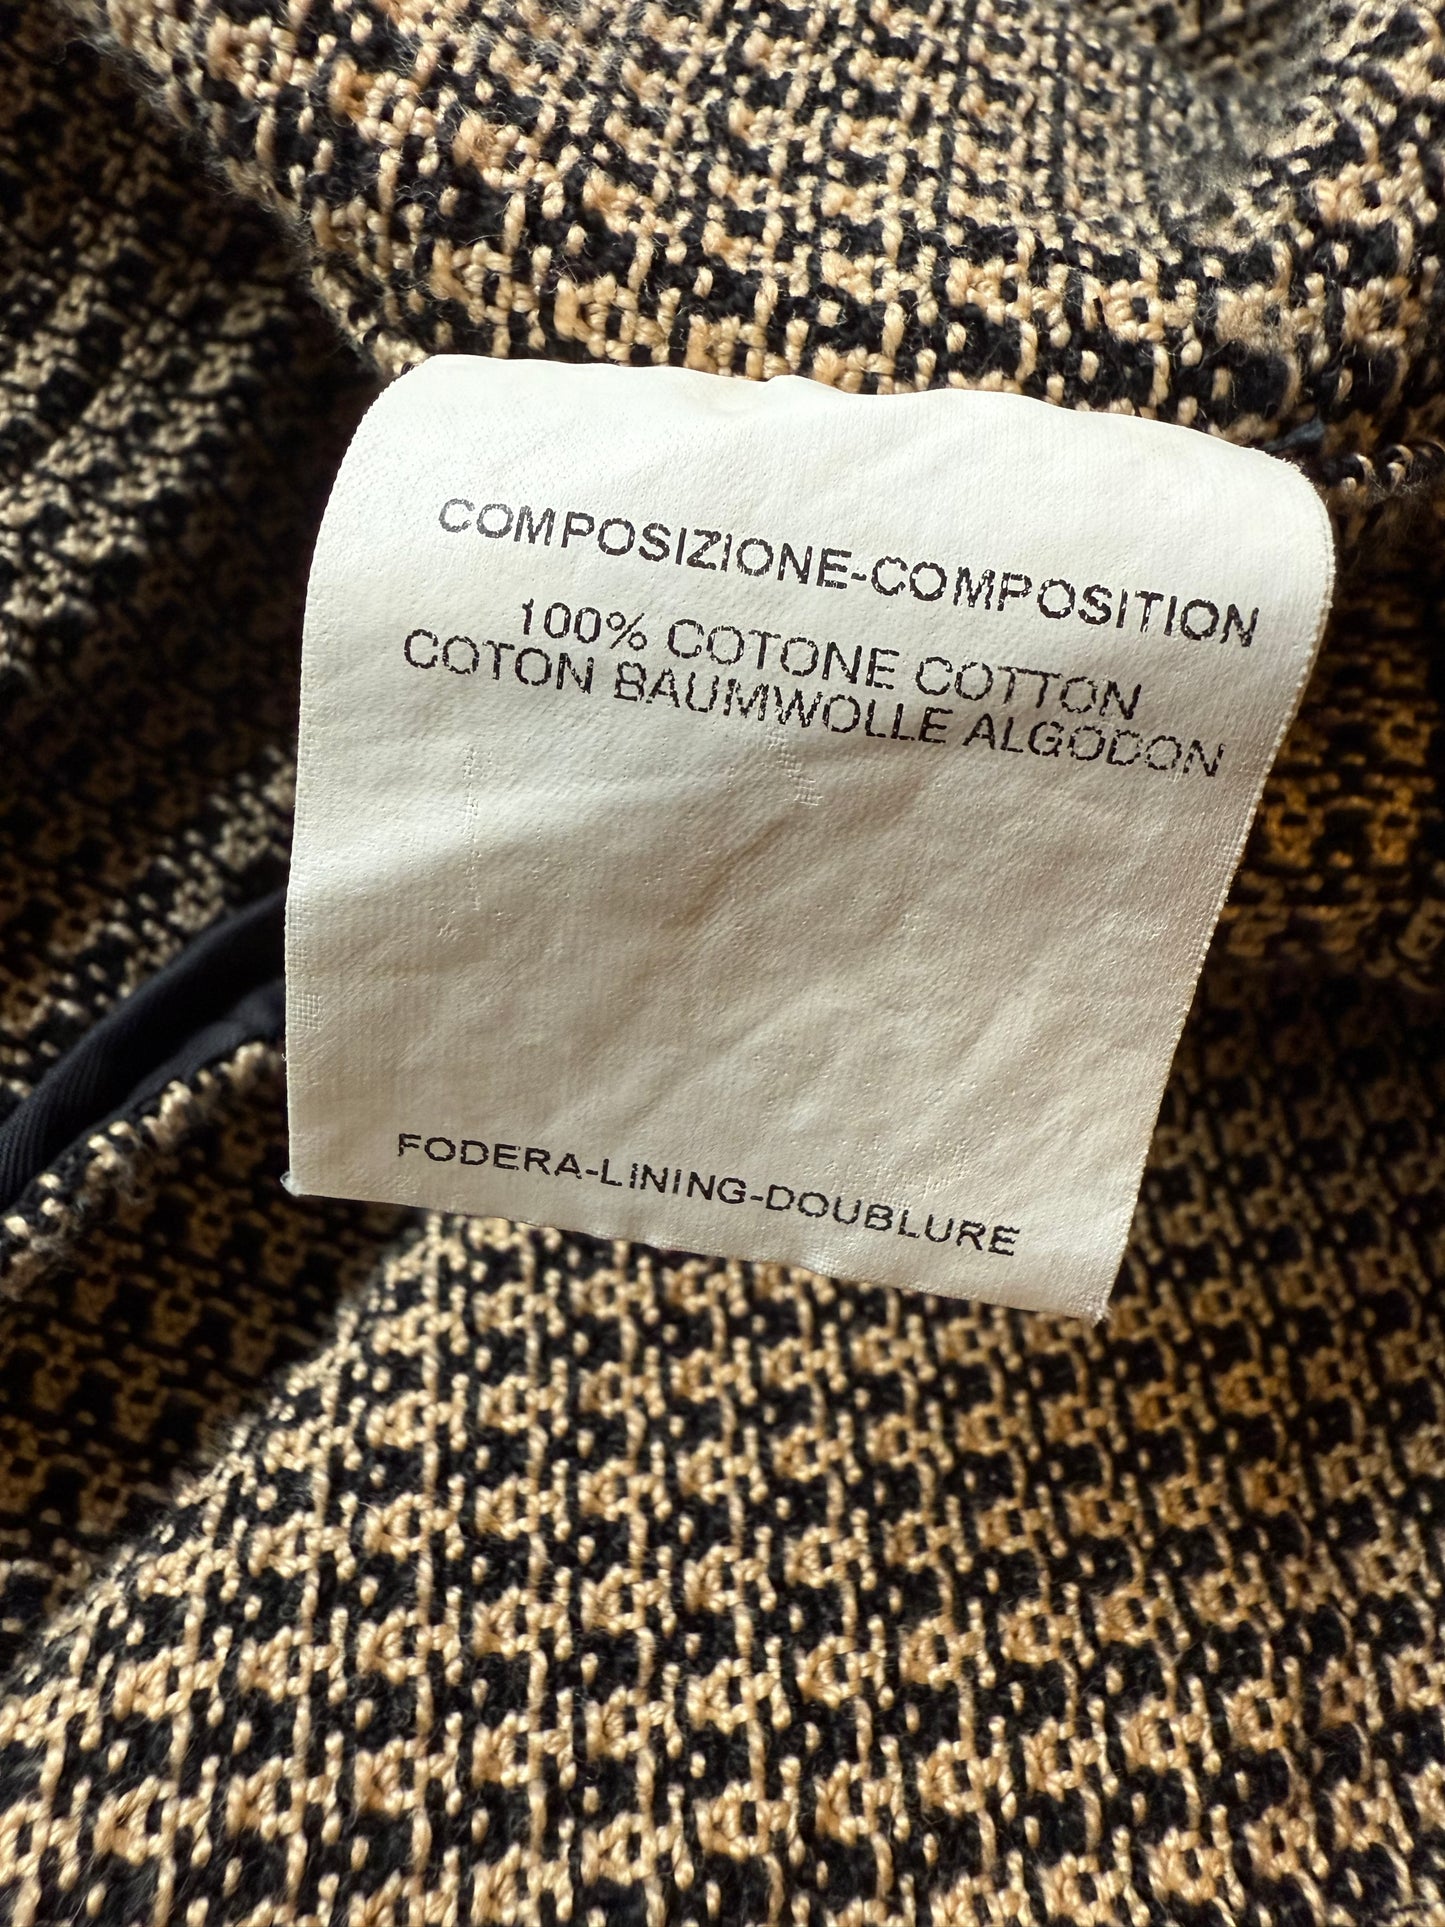 COMPOSIZIONE-COMPOSITION
100% COTONE COTTON
COTON BAUMWOLLE ALGODON
FODERA-LINING-DOUBLURE